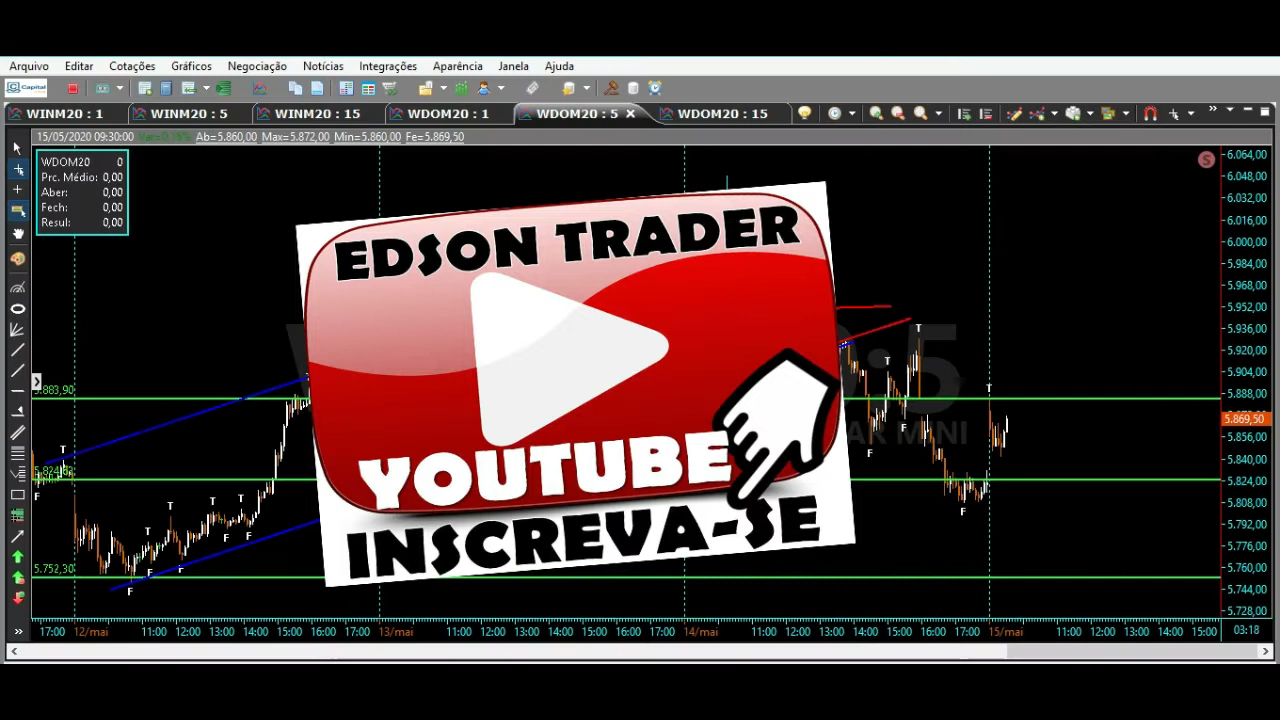 Arquivo Editar Cotações Gráficos Negociação Notícias Integrações Aparência Janela Ajuda
Capital
WINM20 : 1 WINM20 : 5 WINM20 : 15 WDOM20 : 1 WDOM20 : 5 WDOM20 : 15
15/05/2020 09:30:00 Var=0,16% Ab=5.860,00 Max=5.872,00 Min=5.860,00 Fe=5.869,50
WDOM20 0
Prc. Médio: 0,00
Aber: 0,00
Fech: 0,00
Resul: 0,00
EDSON TRADER
YOUTUBE
INSCREVA-SE
S
6.064,00
6.048,00
6.032,00
6.016,00
6.000,00
5.984,00
5.968,00
5.952,00
5.936,00
5.920,00
5.904,00
5.888,00
5.869,50
5.856,00
5.840,00
5.824,00
5.808,00
5.792,00
5.776,00
5.760,00
5.744,00
5.728,00
5.883,90
5.752,30
T T T T T T T T T
F F F F F F F F F
:5
MINI
17:00 12/mai 11:00 12:00 13:00 14:00 15:00 16:00 17:00 13/mai 11:00 12:00 13:00 14:00 15:00 16:00 17:00 14/mai 11:00 12:00 13:00 14:00 15:00 16:00 17:00 15/mai 11:00 12:00 13:00 14:00 15:00 03:18